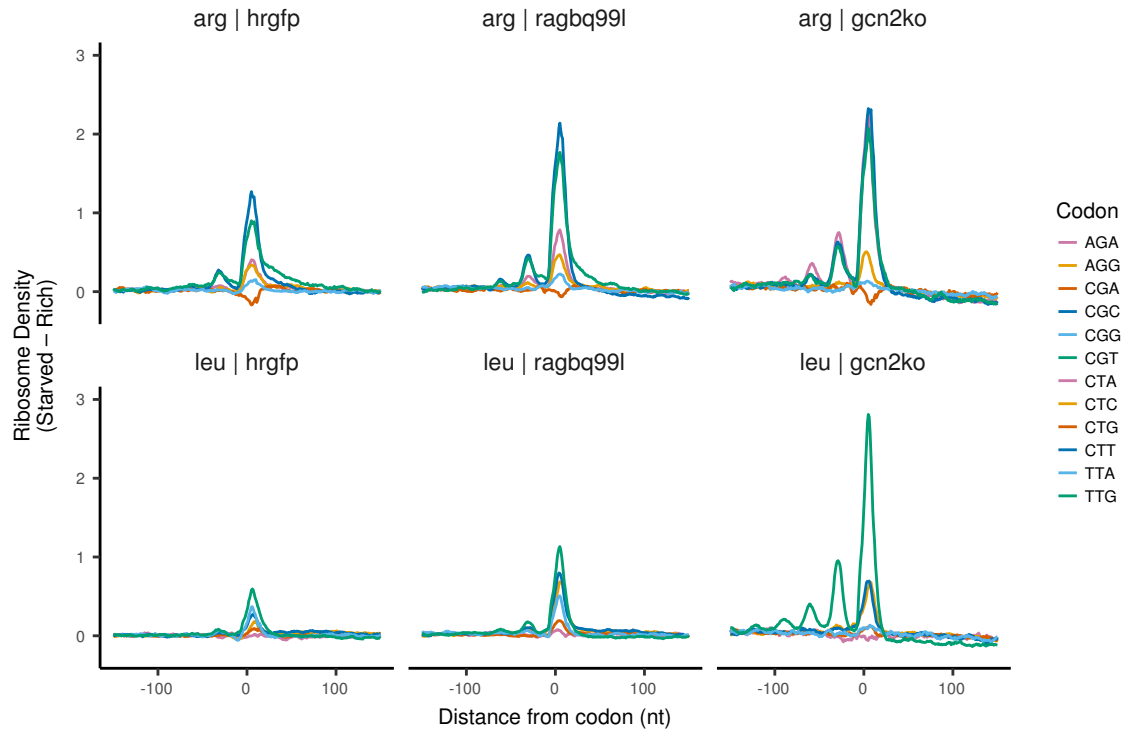 arg | hrgfp
arg | ragbq99l
arg | gcn2ko
3
2
1
0
leu | hrgfp
leu | ragbq99l
leu | gcn2ko
3
2
1
0
Ribosome Density
(Starved – Rich)
-100
0
100
-100
0
100
-100
0
100
Distance from codon (nt)
Codon
AGA
AGG
CGA
CGC
CGG
CGT
CTA
CTC
CTG
CTT
TTA
TTG